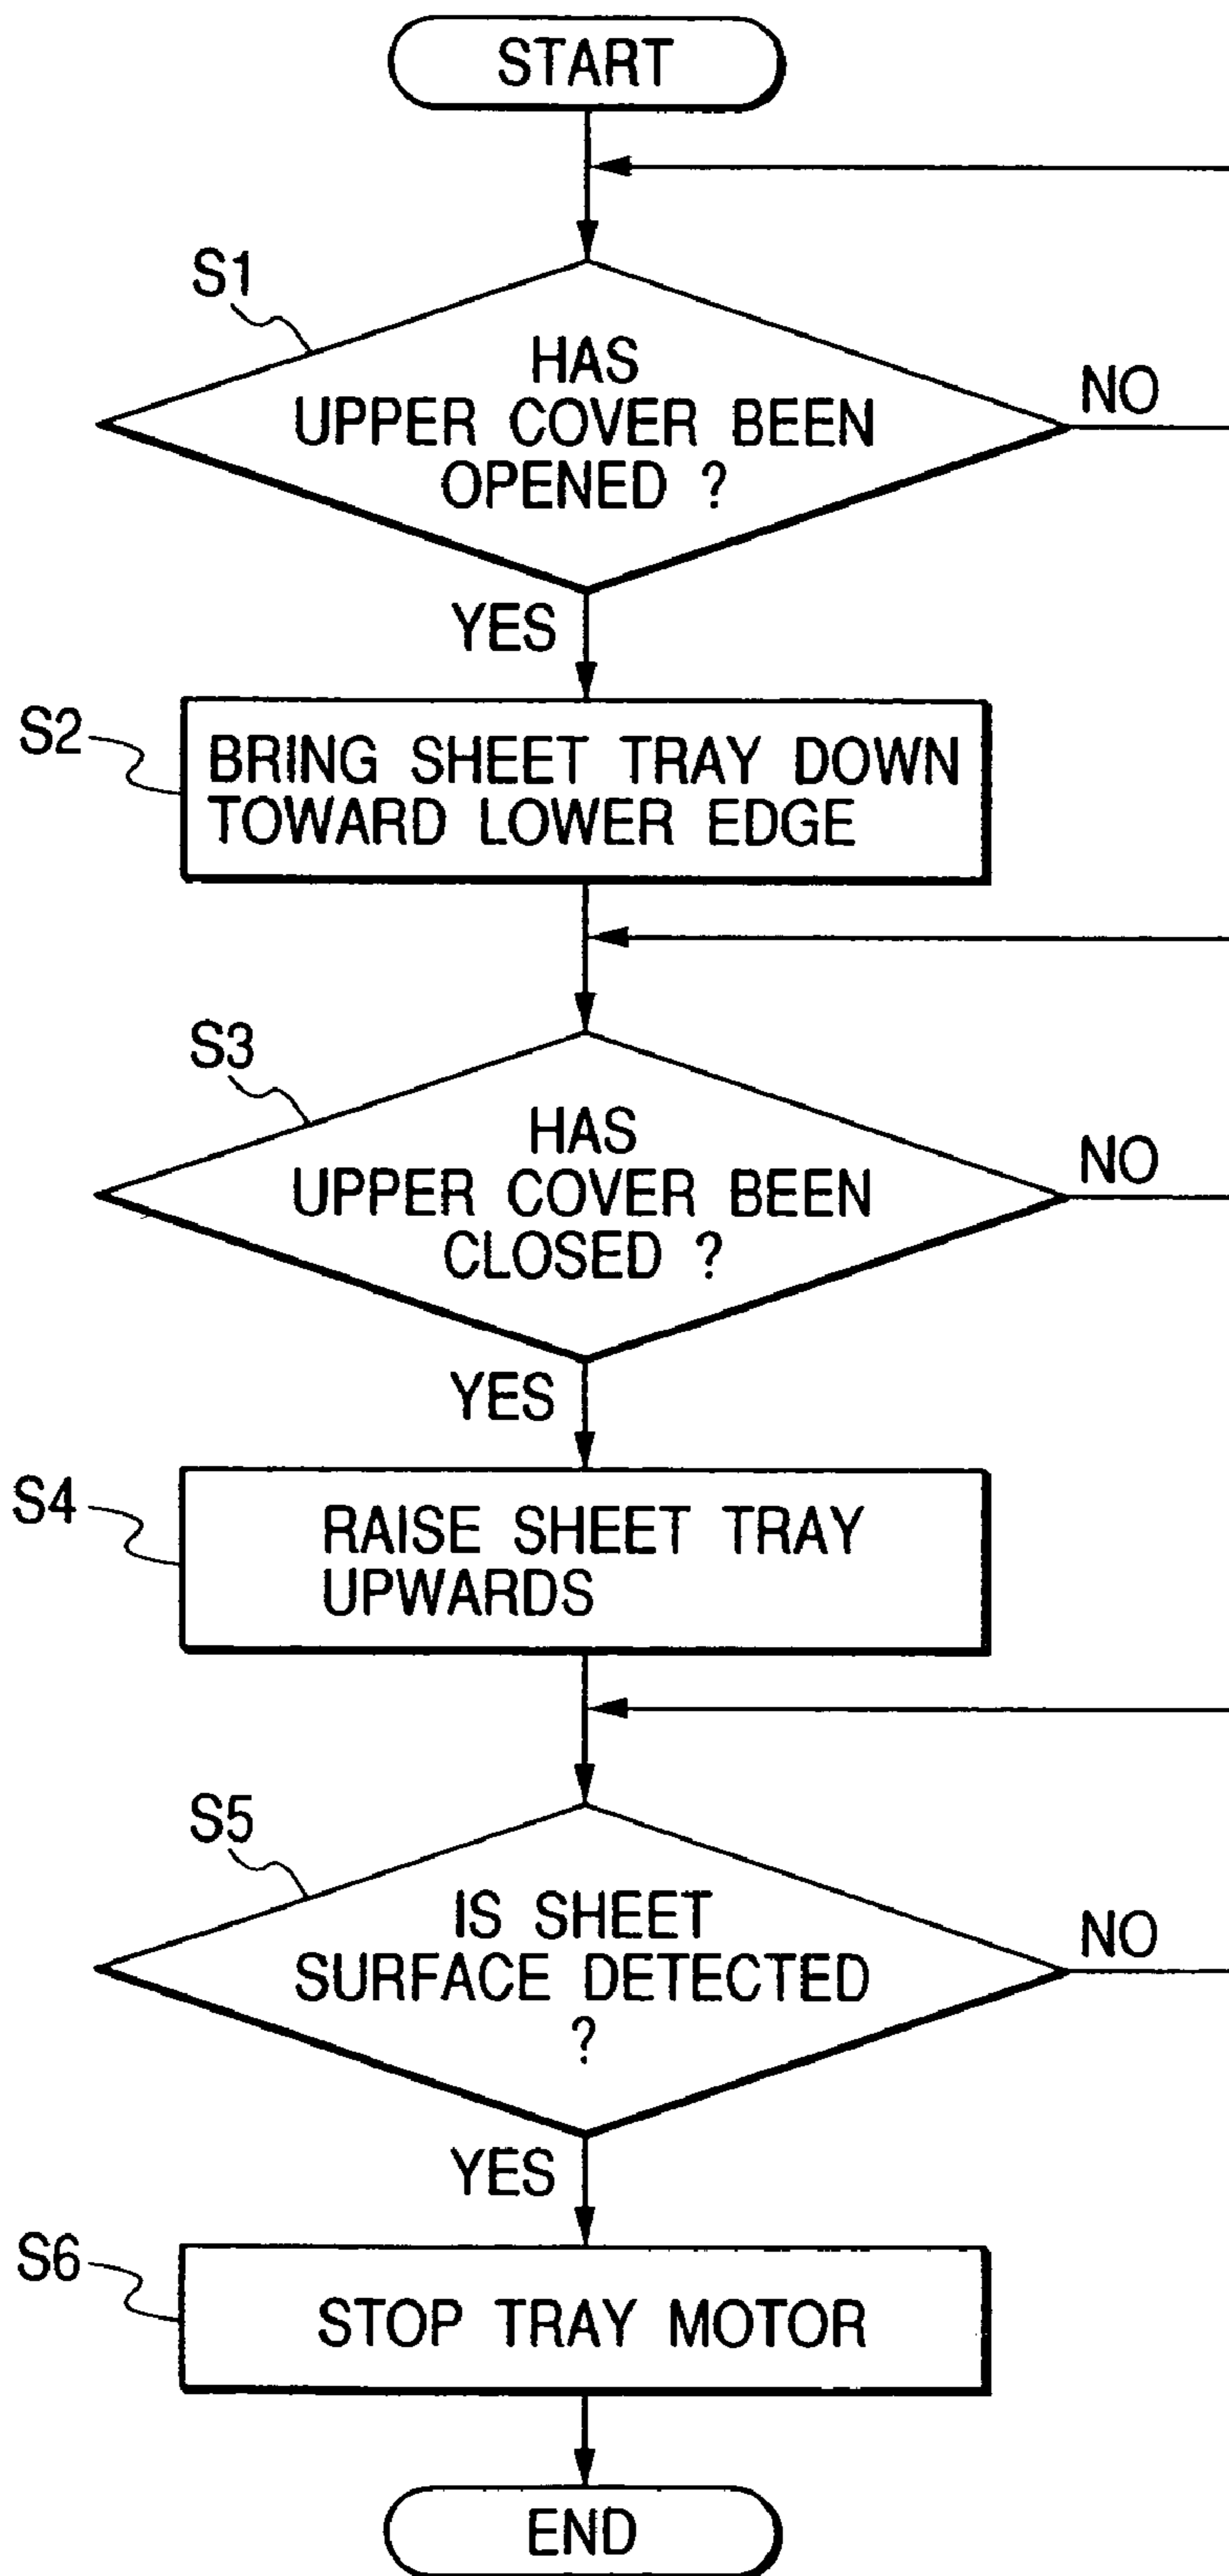 START
S1
HAS
UPPER COVER BEEN
OPENED ?
NO
YES
S2
BRING SHEET TRAY DOWN
TOWARD LOWER EDGE
S3
HAS
UPPER COVER BEEN
CLOSED ?
NO
YES
S4
RAISE SHEET TRAY
UPWARDS
S5
IS SHEET
SURFACE DETECTED
?
NO
YES
S6
STOP TRAY MOTOR
END